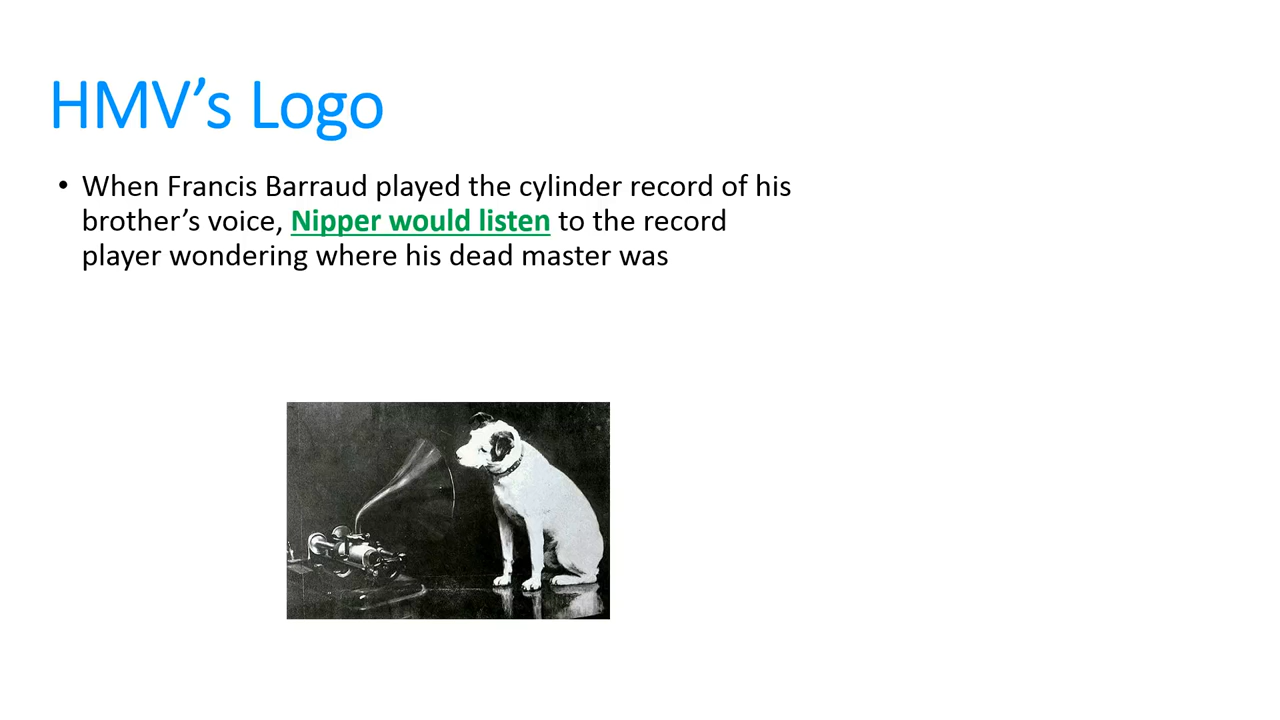 HMV’s Logo
• When Francis Barraud played the cylinder record of his
brother’s voice, Nipper would listen to the record
player wondering where his dead master was